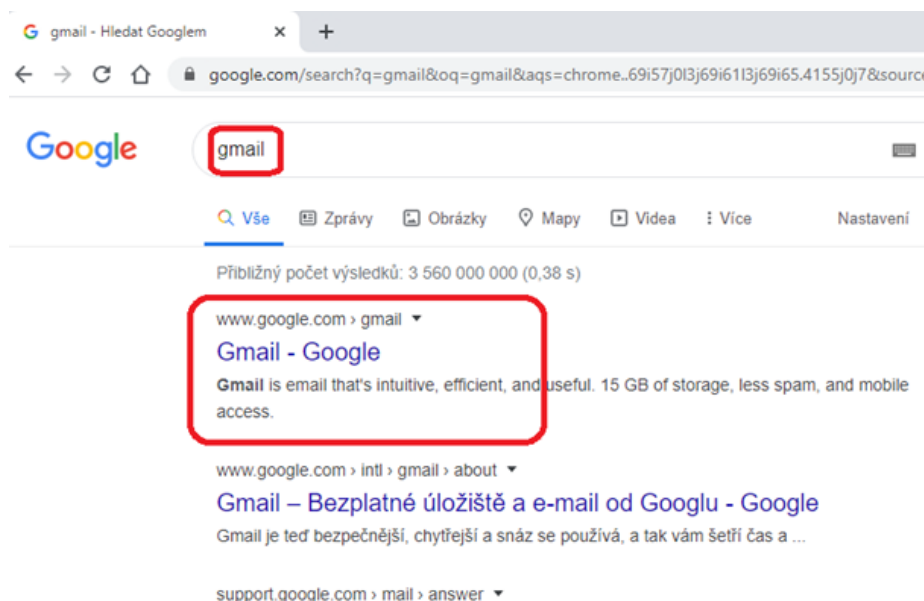 gmail - Hledat Googlem
google.com/search?q=gmail&oq=gmail&aqs=chrome..69i57j0l3j69i61l3j69i65.4155j0j7&source
Google
gmail
Vše Zprávy Obrázky Mapy Videa Více Nastavení
Přibližný počet výsledků: 3 560 000 000 (0,38 s)
www.google.com › gmail
Gmail - Google
Gmail is email that's intuitive, efficient, and useful. 15 GB of storage, less spam, and mobile
access.
www.google.com › intl › gmail › about
Gmail – Bezplatné úložiště a e-mail od Googlu - Google
Gmail je teď bezpečnější, chytřejší a snáz se používá, a tak vám šetří čas a ...
support.google.com › mail › answer